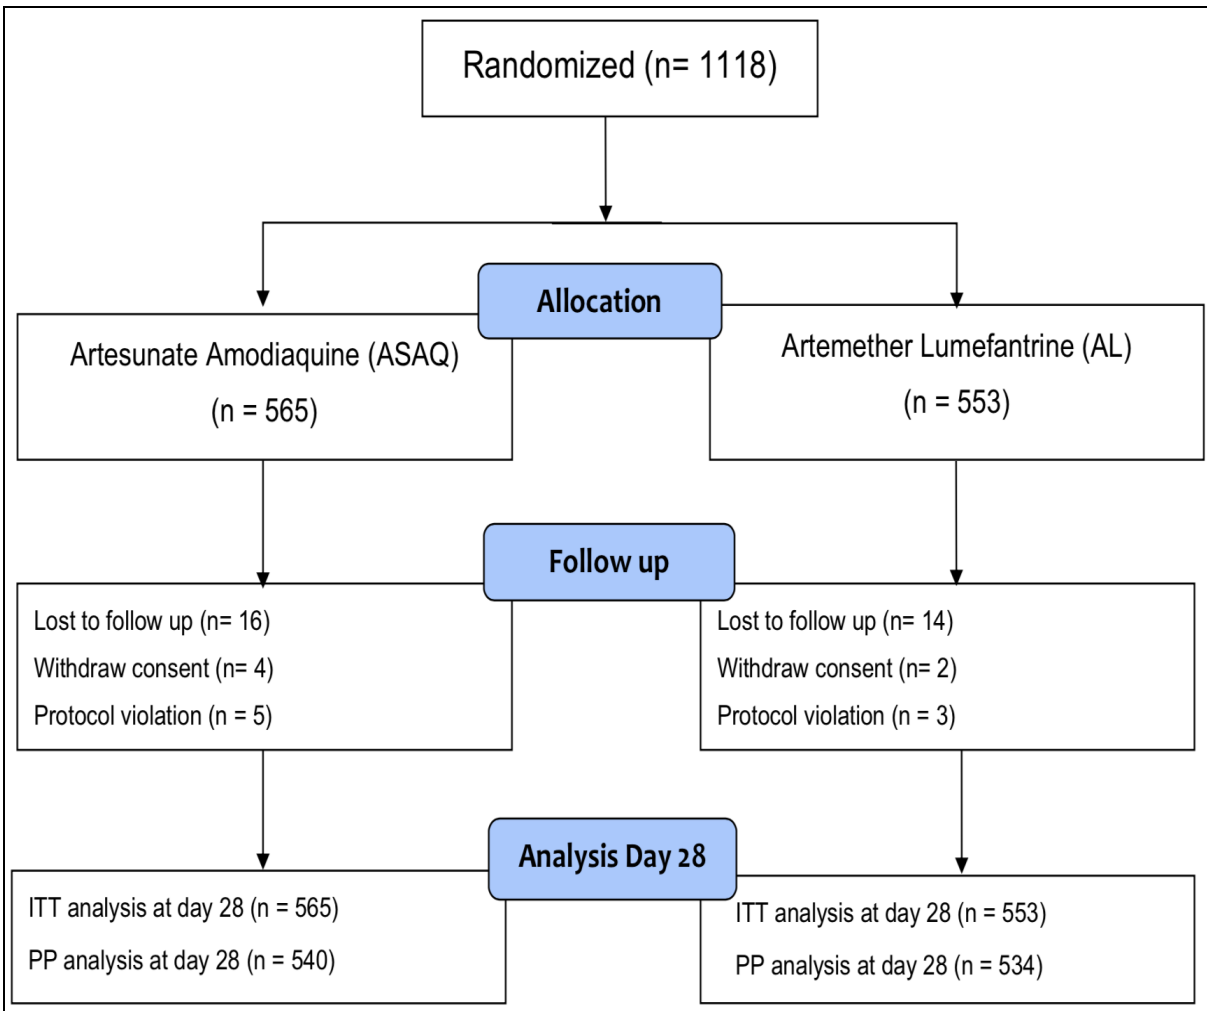 Randomized (n= 1118)
Allocation
Artesunate Amodiaquine (ASAQ)
(n = 565)
Artemether Lumefantrine (AL)
(n = 553)
Follow up
Lost to follow up (n= 16)
Withdraw consent (n= 4)
Protocol violation (n = 5)
Lost to follow up (n= 14)
Withdraw consent (n= 2)
Protocol violation (n = 3)
Analysis Day 28
ITT analysis at day 28 (n = 565)
PP analysis at day 28 (n = 540)
ITT analysis at day 28 (n = 553)
PP analysis at day 28 (n = 534)